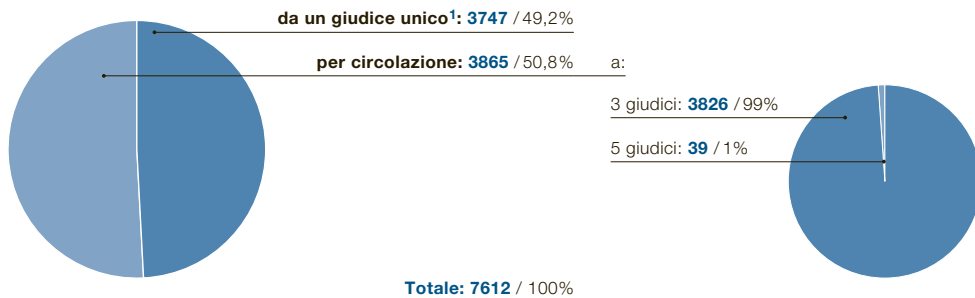 da un giudice unico¹: 3747 / 49,2%
per circolazione: 3865 / 50,8% a:
3 giudici: 3826 / 99%
5 giudici: 39 / 1%
Totale: 7612 / 100%